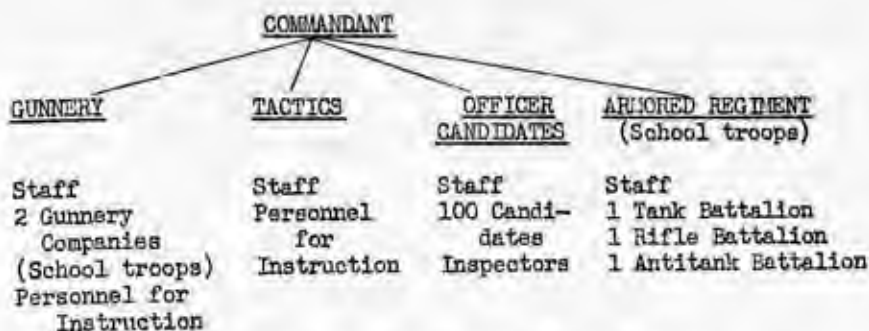 COMMANDANT
GUNNERY
Staff
2 Gunnery
Companies
(School troops)
Personnel for
Instruction
TACTICS
Staff
Personnel
for
Instruction
OFFICER
CANDIDATES
Staff
100 Candi-
dates
Inspectors
ARMORED REGIMENT
(School troops)
Staff
1 Tank Battalion
1 Rifle Battalion
1 Antitank Battalion